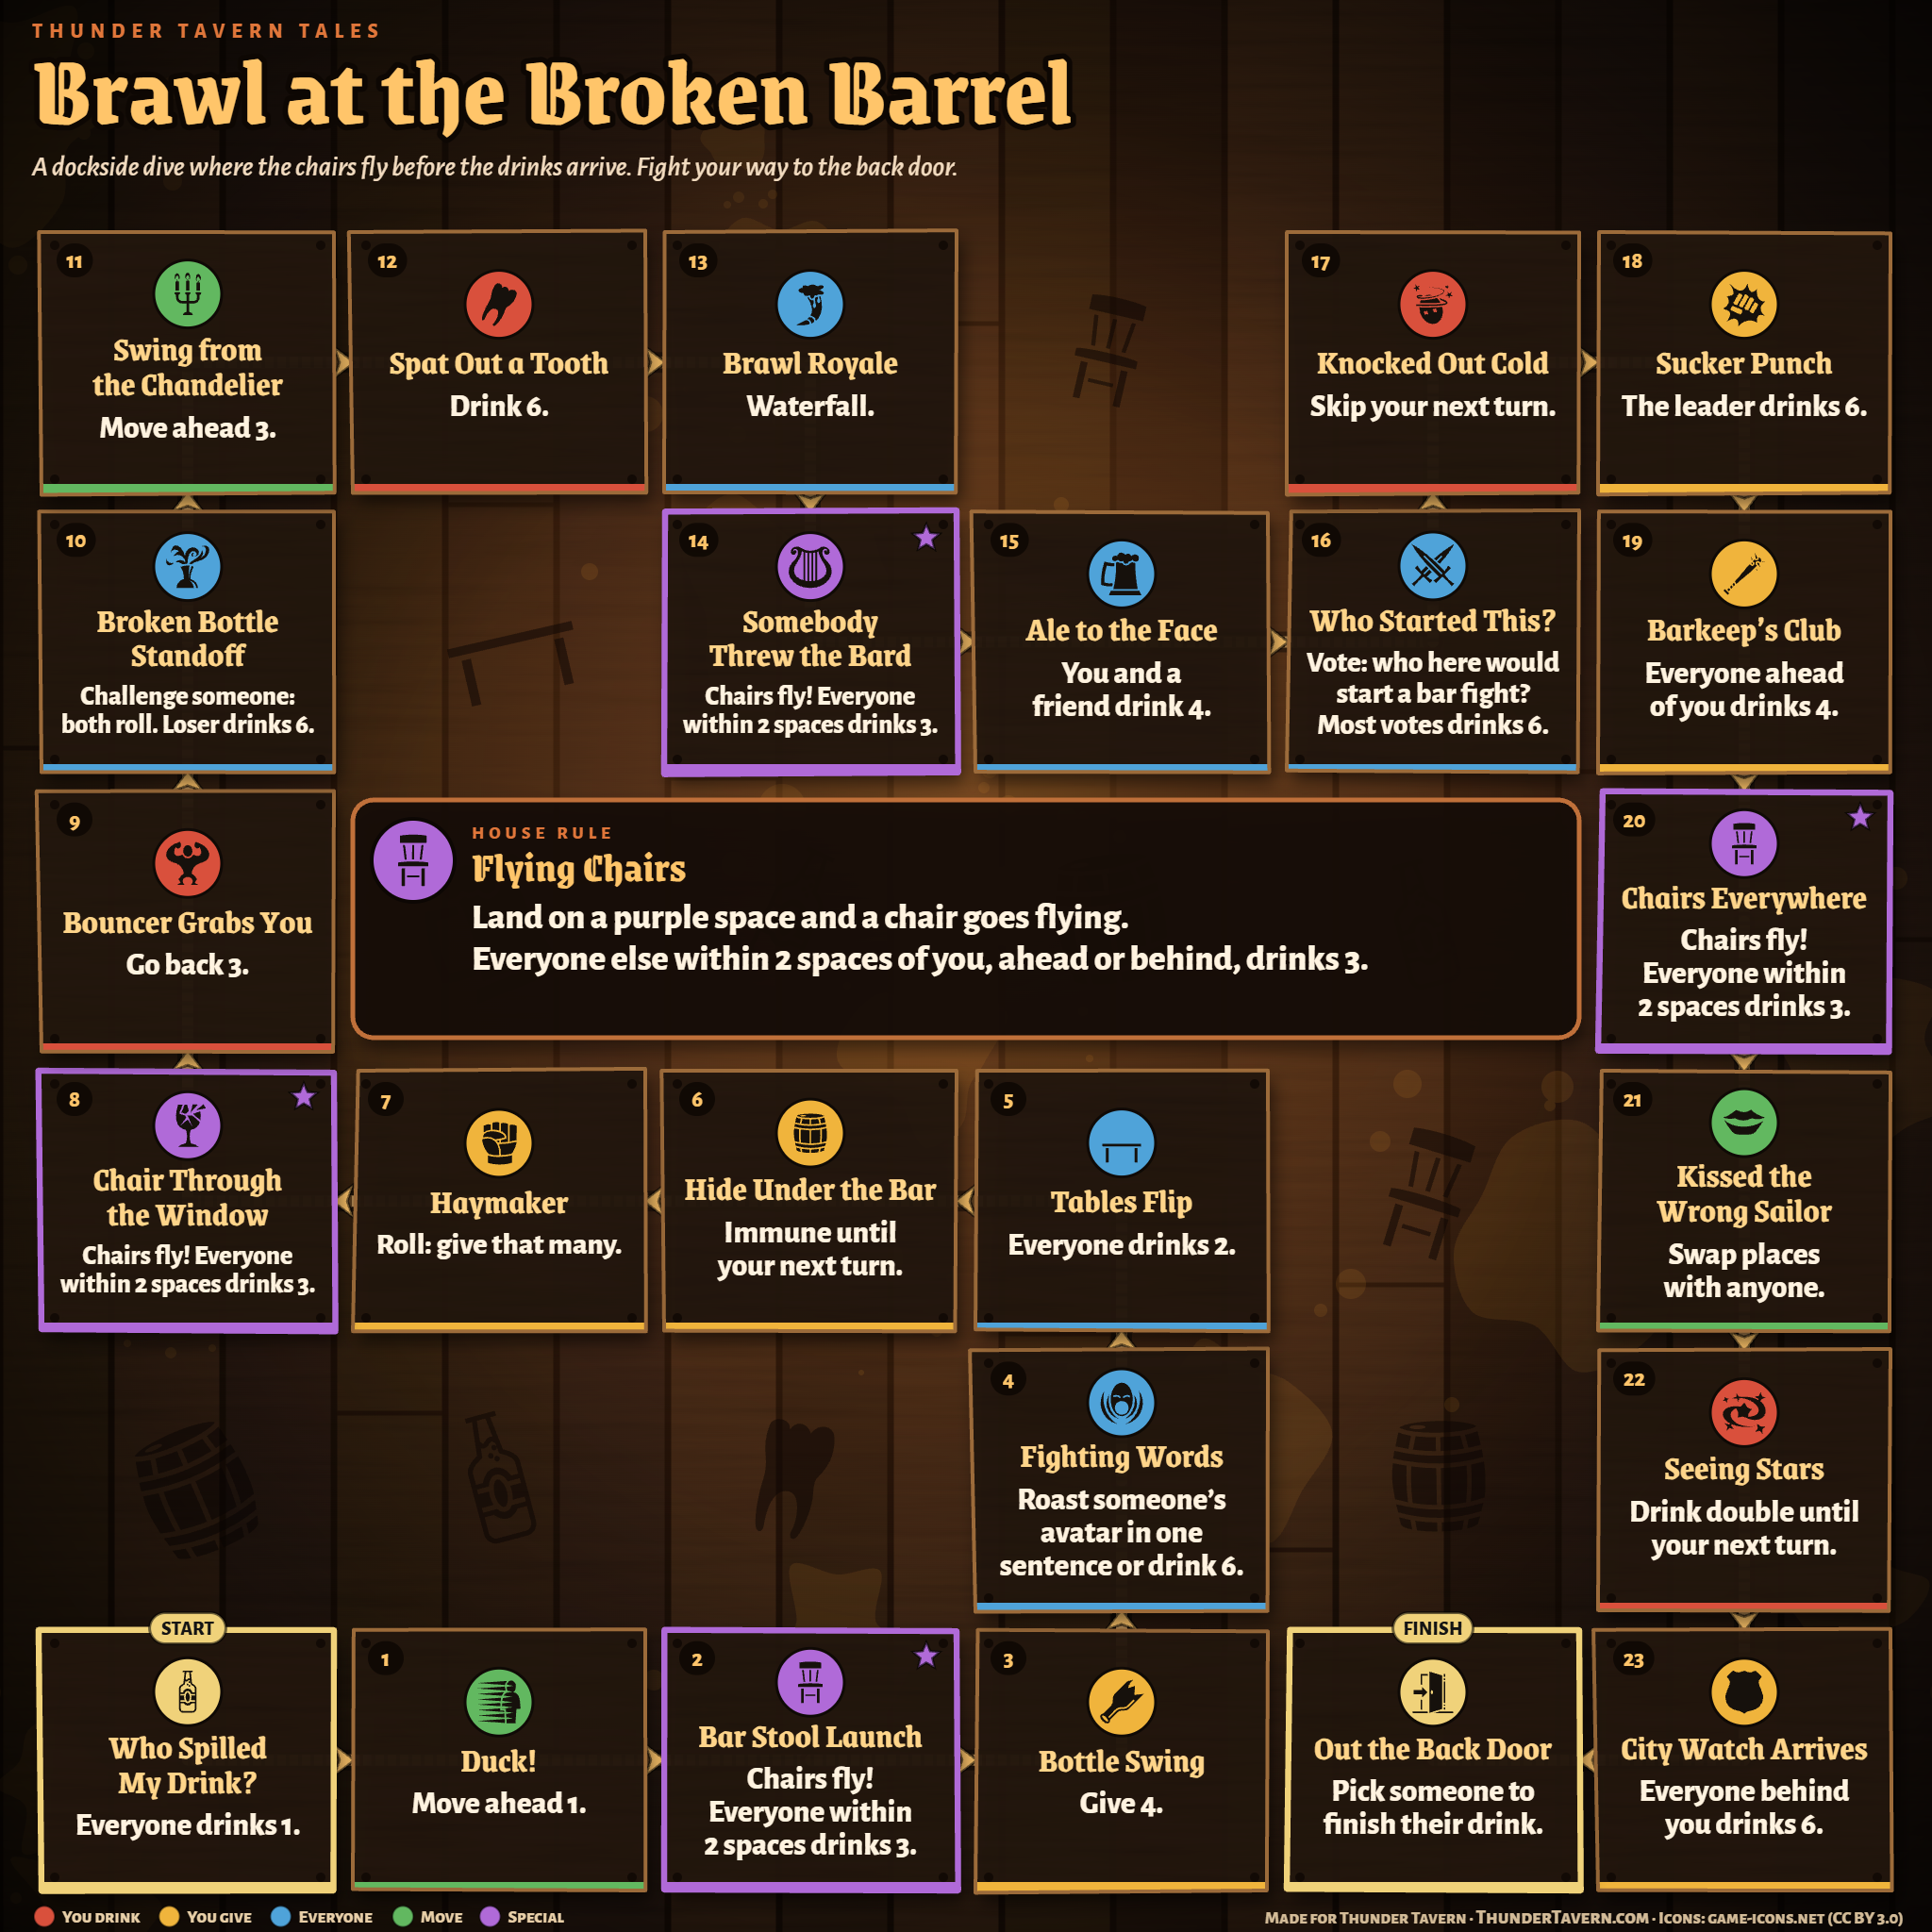 THUNDER TAVERN TALES
Brawl at the Broken Barrel
A dockside dive where the chairs fly before the drinks arrive. Fight your way to the back door.
11
Swing from
the Chandelier
Move ahead 3.
12
Spat Out a Tooth
Drink 6.
13
Brawl Royale
Waterfall.
17
Knocked Out Cold
Skip your next turn.
18
Sucker Punch
The leader drinks 6.
10
Broken Bottle
Standoff
Challenge someone:
both roll. Loser drinks 6.
14
Somebody
Threw the Bard
Chairs fly! Everyone
within 2 spaces drinks 3.
15
Ale to the Face
You and a
friend drink 4.
16
Who Started This?
Vote: who here would
start a bar fight?
Most votes drinks 6.
19
Barkeep's Club
Everyone ahead
of you drinks 4.
9
Bouncer Grabs You
Go back 3.
HOUSE RULE
Flying Chairs
Land on a purple space and a chair goes flying.
Everyone else within 2 spaces of you, ahead or behind, drinks 3.
20
Chairs Everywhere
Chairs fly!
Everyone within
2 spaces drinks 3.
8
Chair Through
the Window
Chairs fly! Everyone
within 2 spaces drinks 3.
7
Haymaker
Roll: give that many.
6
Hide Under the Bar
Immune until
your next turn.
5
Tables Flip
Everyone drinks 2.
21
Kissed the
Wrong Sailor
Swap places
with anyone.
4
Fighting Words
Roast someone's
avatar in one
sentence or drink 6.
22
Seeing Stars
Drink double until
your next turn.
START
Who Spilled
My Drink?
Everyone drinks 1.
1
Duck!
Move ahead 1.
2
Bar Stool Launch
Chairs fly!
Everyone within
2 spaces drinks 3.
3
Bottle Swing
Give 4.
FINISH
Out the Back Door
Pick someone to
finish their drink.
23
City Watch Arrives
Everyone behind
you drinks 6.
YOU DRINK YOU GIVE EVERYONE MOVE SPECIAL
MADE FOR THUNDER TAVERN · THUNDERTAVERN.COM · ICONS: GAME-ICONS.NET (CC BY 3.0)